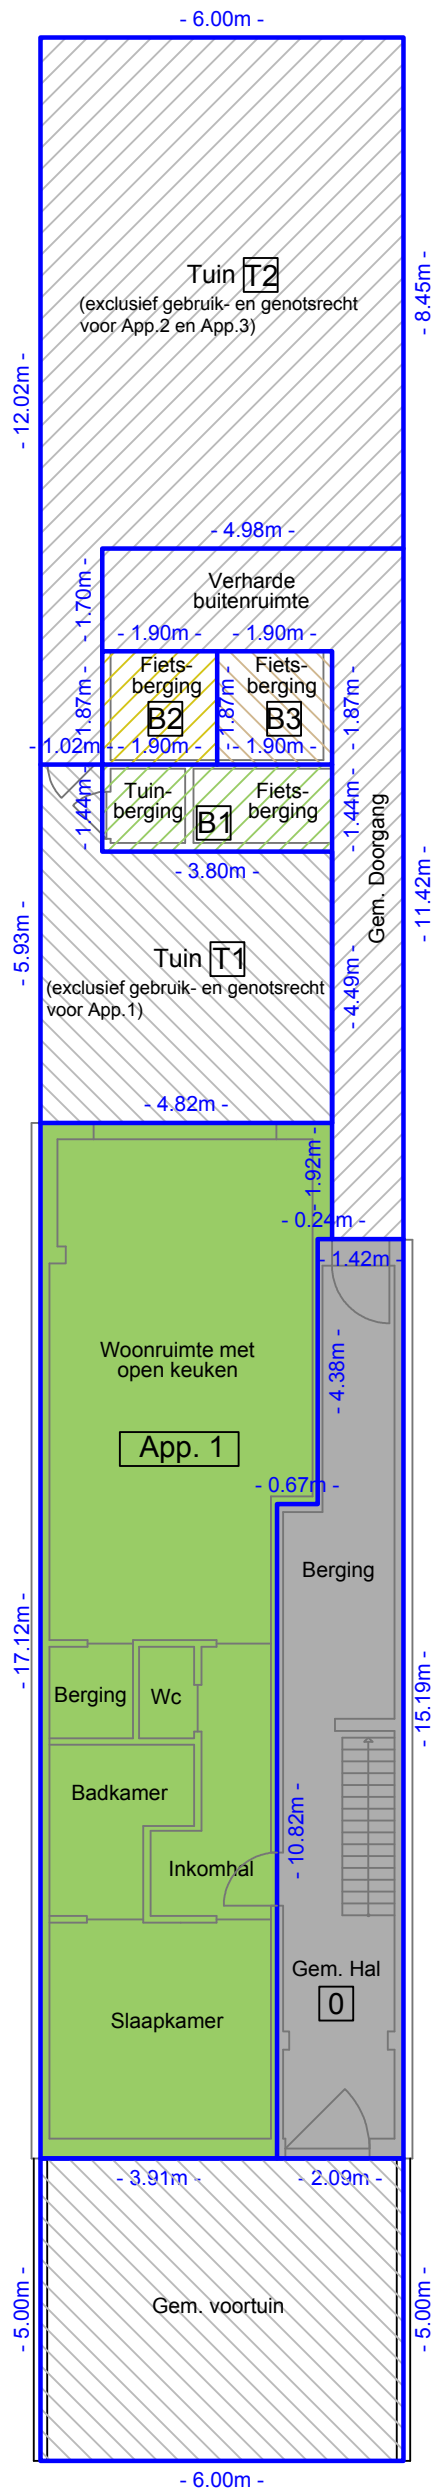 - 6.00m -
Tuin T2
(exclusief gebruik- en genotsrecht
voor App.2 en App.3)
- 8.45m -
- 12.02m -
- 4.98m -
Verharde
buitenruimte
- 1.70m -
- 1.90m -
- 1.90m -
Fiets-
berging
B2
Fiets-
berging
B3
- 1.87m -
- 1.87m -
- 1.87m -
- 1.02m -
- 1.90m -
- 1.90m -
Tuin-
berging
B1
Fiets-
berging
- 1.44m -
- 1.44m -
- 3.80m -
Gem. Doorgang
- 11.42m -
- 5.93m -
Tuin T1
(exclusief gebruik- en genotsrecht
voor App.1)
- 4.49m -
- 4.82m -
- 1.92m -
- 0.24m -
- 1.42m -
Woonruimte met
open keuken
- 4.38m -
App. 1
- 0.67m -
Berging
- 17.12m -
- 15.19m -
Berging
Wc
Badkamer
- 10.82m -
Inkomhal
Gem. Hal
0
Slaapkamer
- 3.91m -
- 2.09m -
- 5.00m -
Gem. voortuin
- 5.00m -
- 6.00m -